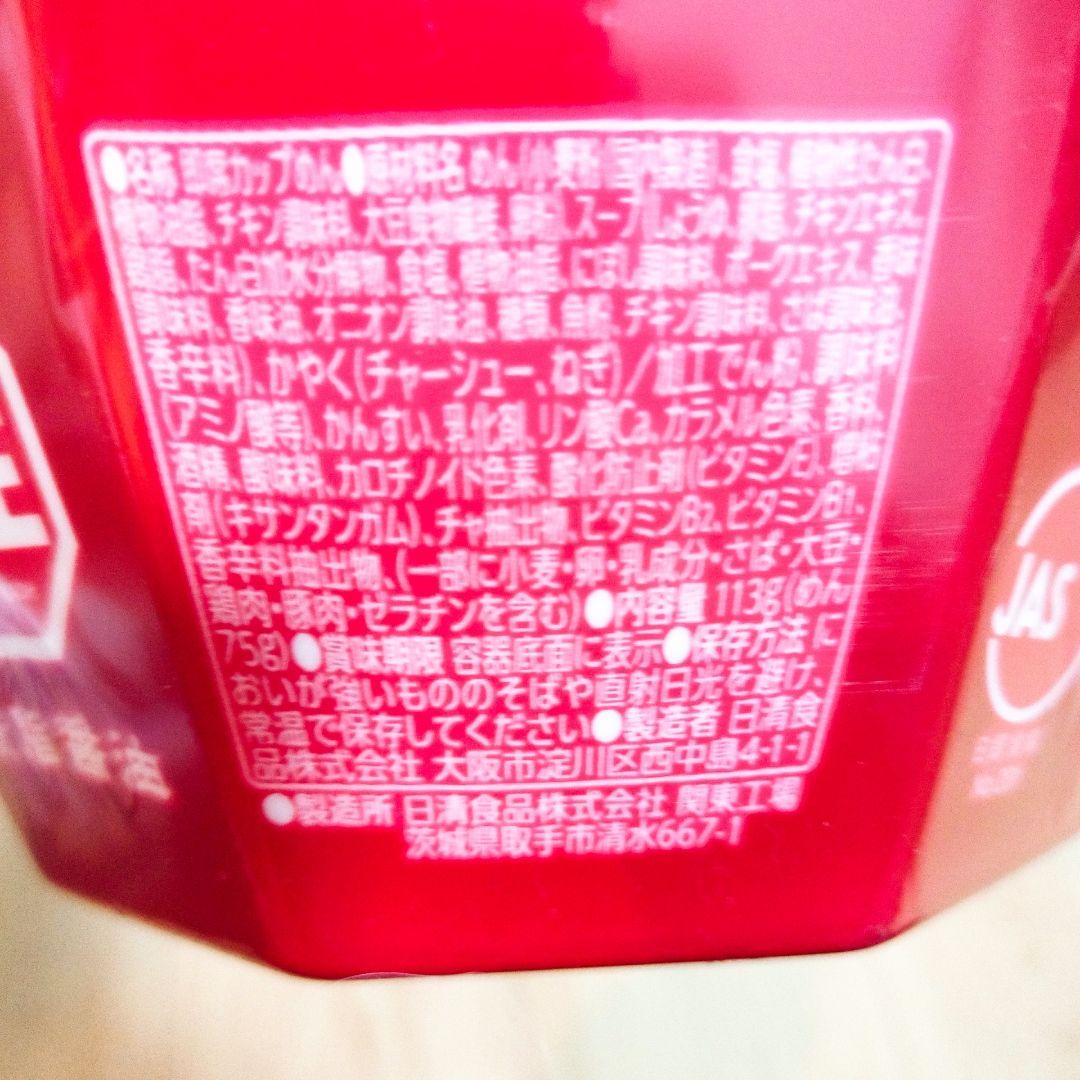 ●名称 即席カップめん●原材料名 めん(小麦粉(国内製造)、食塩、植物性たん白、
植物油脂、チキン調味料、大豆食物繊維、卵粉)、スープ(しょうゆ、鶏脂、チキンエキス、
たん白加水分解物、食塩、植物油脂、にぼし調味料、ポークエキス、香味
調味料、香味油、オニオン調味油、糖類、魚粉、チキン調味料、さば調味油、
香辛料)、かやく(チャーシュー、ねぎ)/加工でん粉、調味料
(アミノ酸等)、かんすい、乳化剤、リン酸Ca、カラメル色素、香料、
酒精、酸味料、カロチノイド色素、酸化防止剤(ビタミンE)、増粘
剤(キサンタンガム)、チャ抽出物、ビタミンB2、ビタミンB1、
香辛料抽出物、(一部に小麦・卵・乳成分・さば・大豆・
鶏肉・豚肉・ゼラチンを含む)●内容量 113g(めん
75g)●賞味期限 容器底面に表示●保存方法 に
おいが強いもののそばや直射日光を避け、
常温で保存してください●製造者 日清食
品株式会社 大阪市淀川区西中島4-1-1
●製造所 日清食品株式会社 関東工場
茨城県取手市清水667-1
JAS